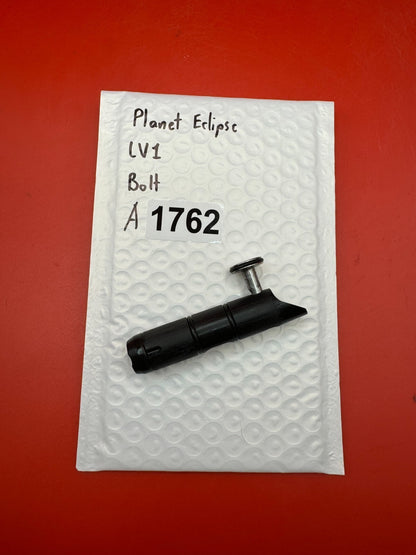 Planet Eclipse
LV1
Bolt
A 1762